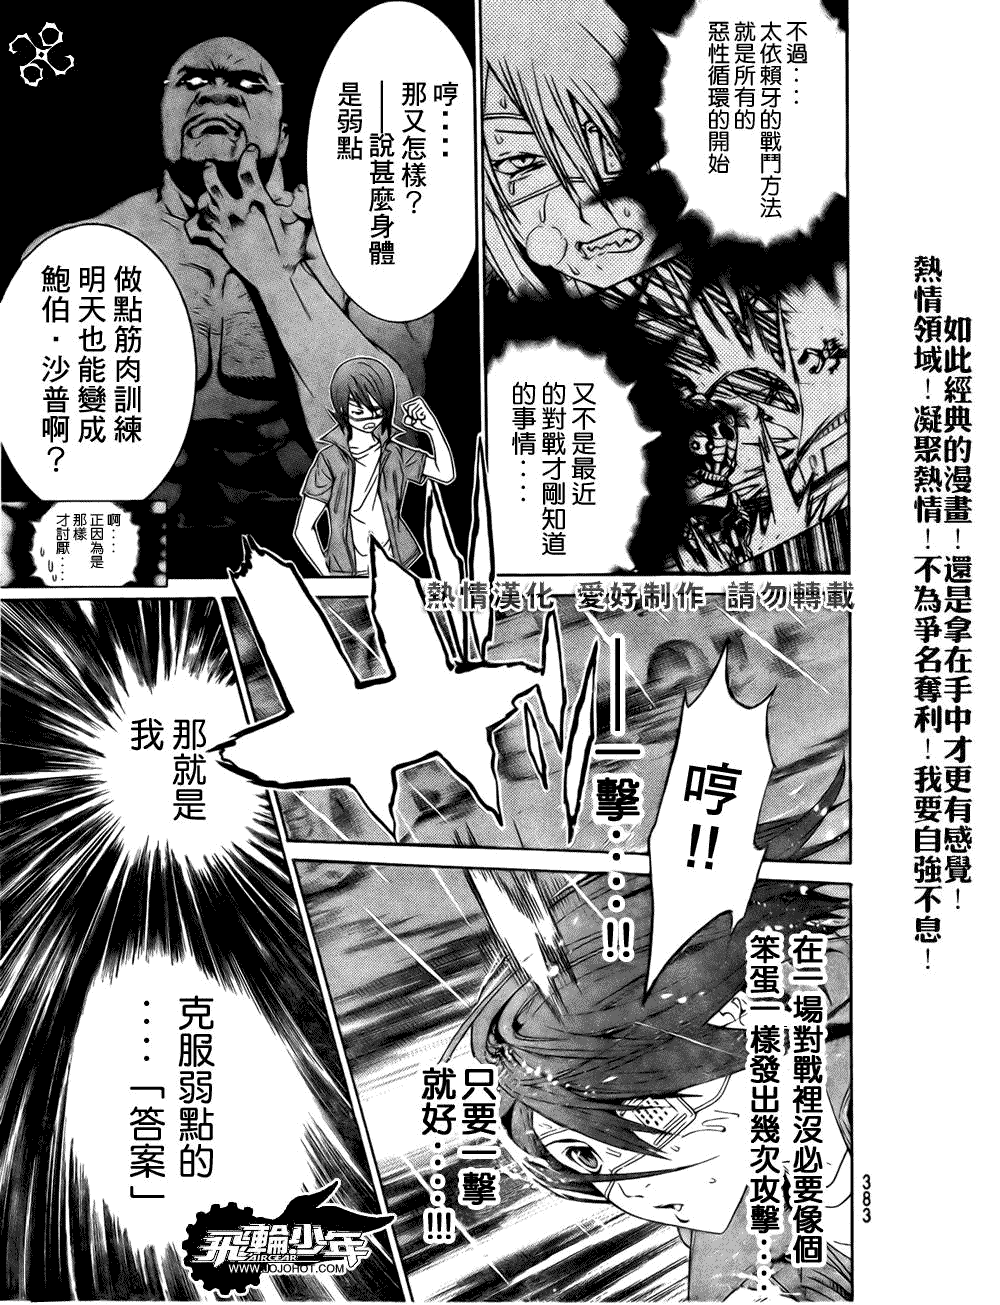 不過‥‥
太依賴牙的戰鬥方法
就是所有的
惡性循環的開始
又不是最近
的對戰才剛知道
的事情‥‥
哼‥‥
那又怎樣？
——說甚麼身體
是弱點
做點筋肉訓練
明天也能變成
鮑伯．沙普啊？
啊‥‥
正因為是
那樣
才討厭‥‥
熱情漢化 愛好制作 請勿轉載
哼!!
——一擊‥‥‥!!
在二場對戰裡沒必要像個
笨蛋一樣發出幾次攻擊‥‥
只要一擊
就好‥‥!!!
那就是
我
克服弱點的
‥‥「答案」
如此經典的漫畫！還是拿在手中才更有感覺！
熱情領域！凝聚熱情！不為爭名奪利！我要自強不息！
383
飛輪少年
AIRGEAR
WWW.JOJOHOT.COM